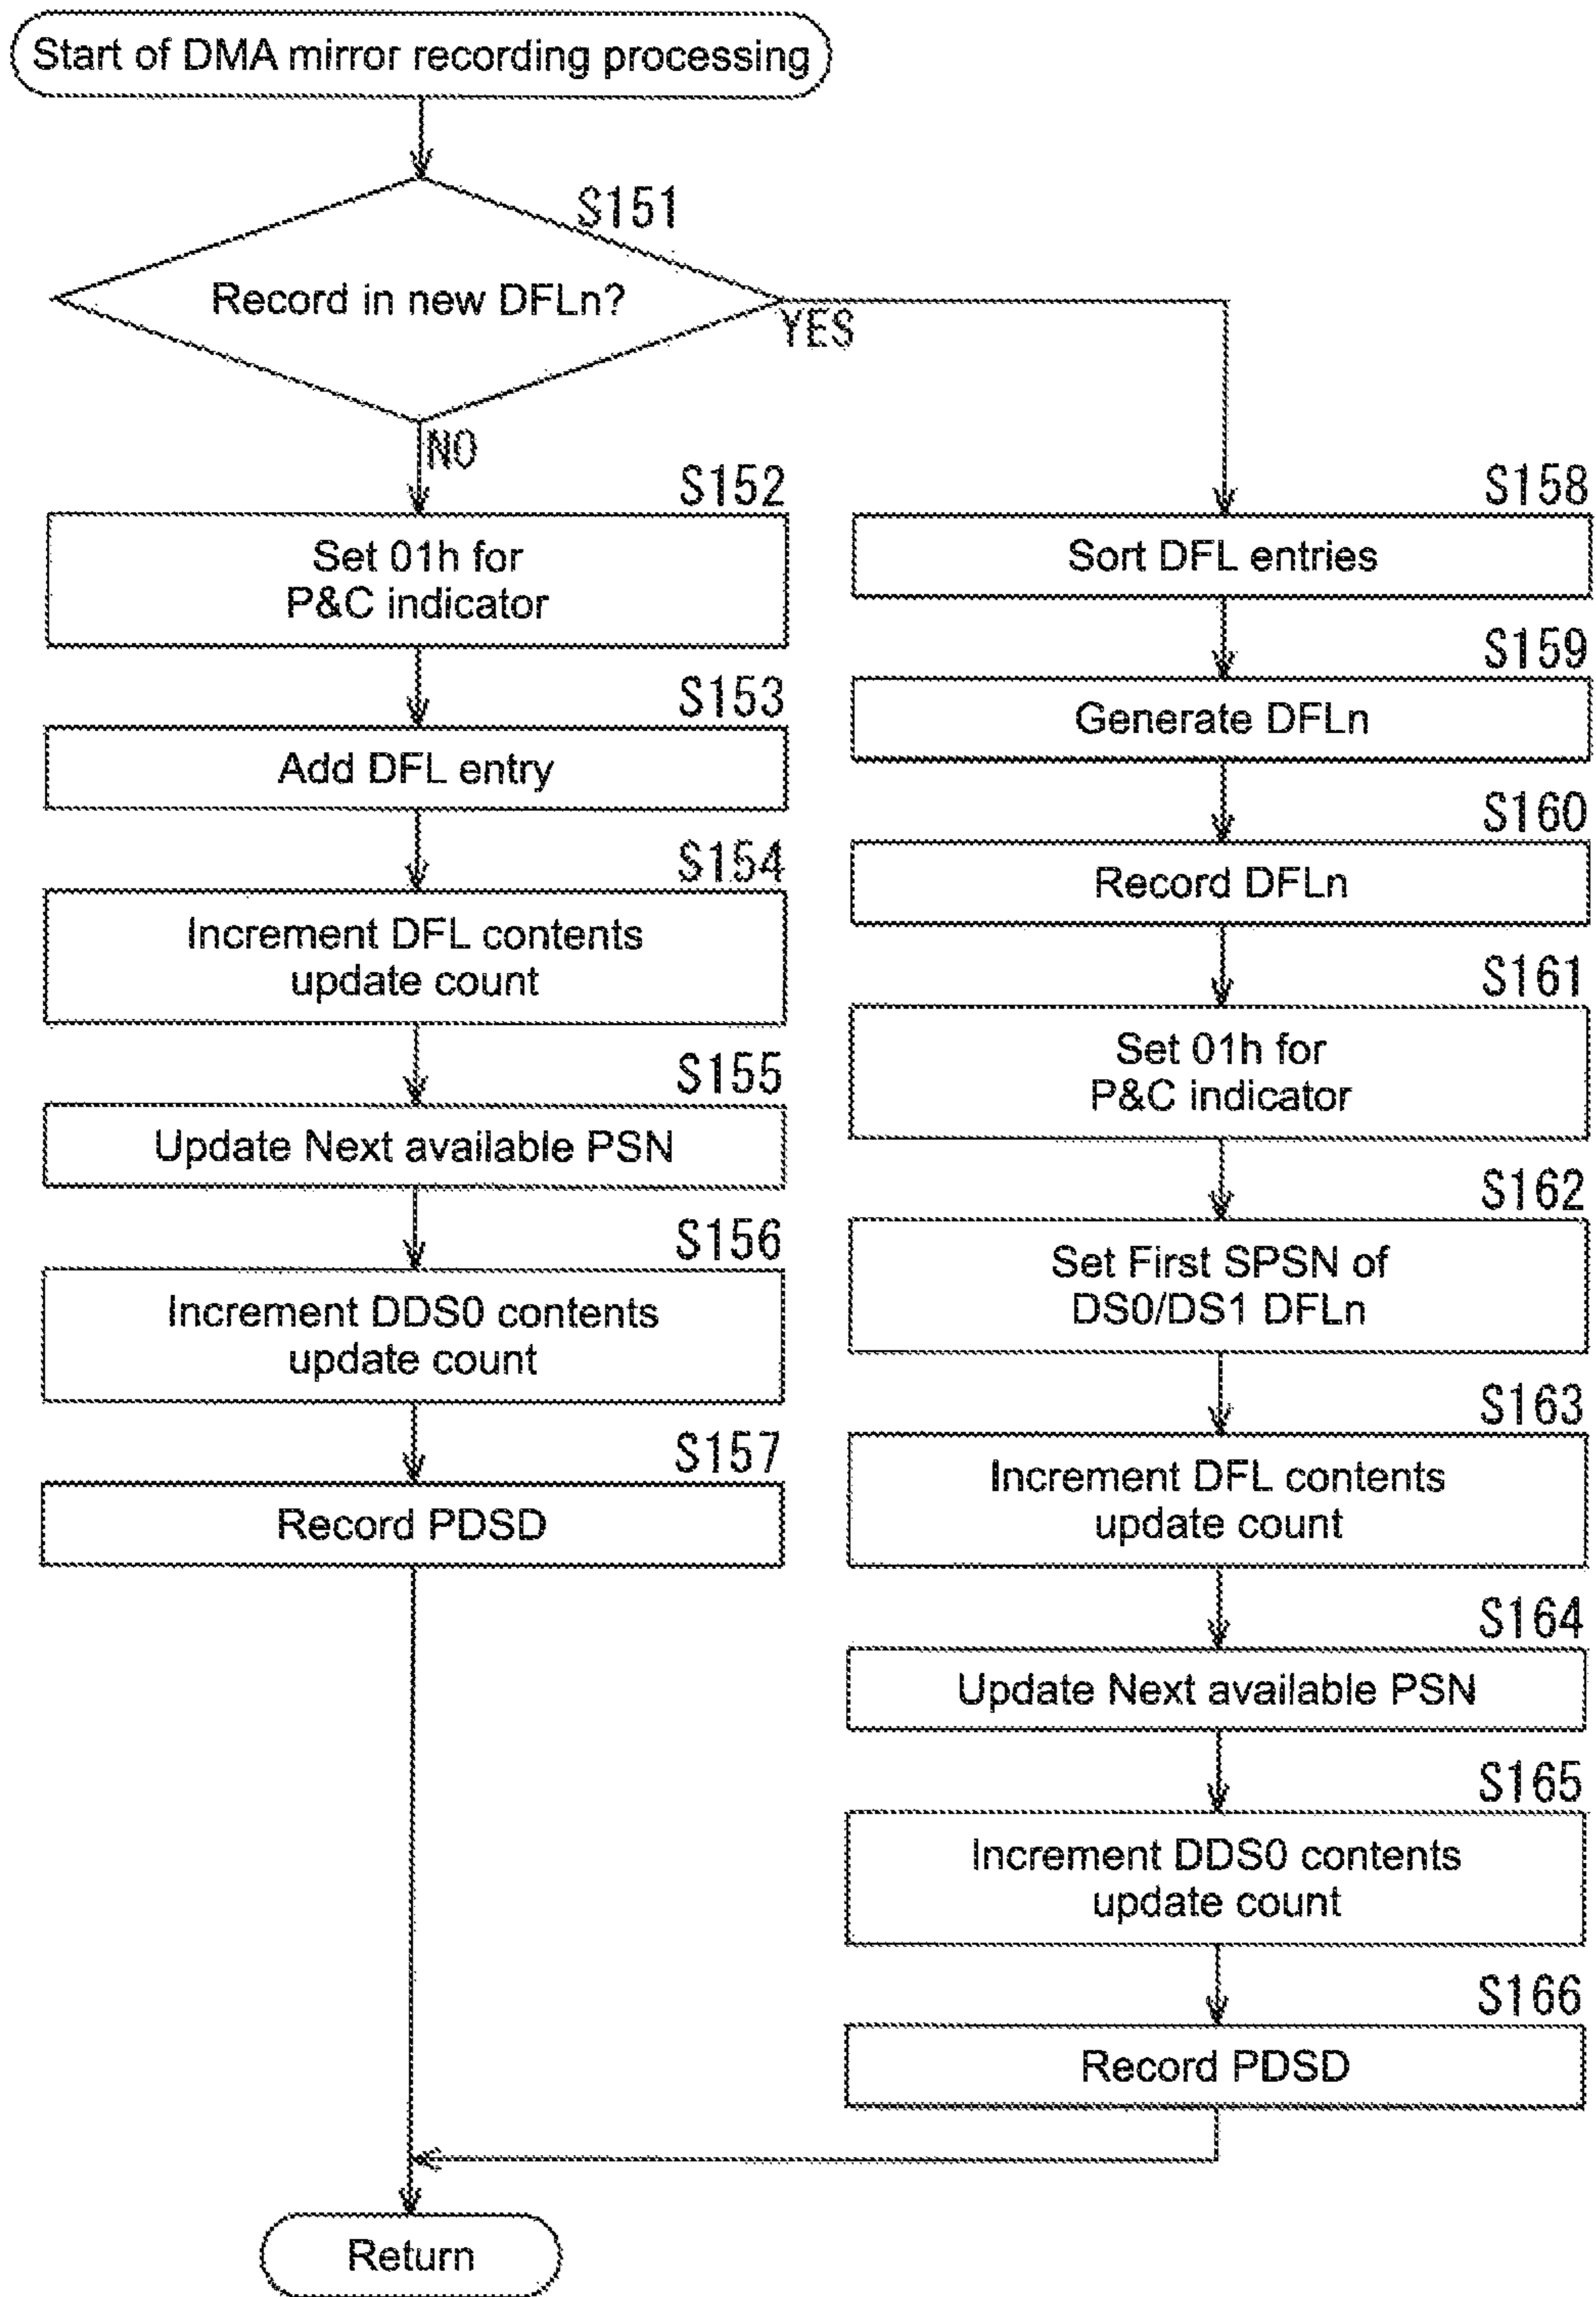 Start of DMA mirror recording processing
S151
Record in new DFLn?
YES
NO
S152
Set 01h for
P&C indicator
S153
Add DFL entry
S154
Increment DFL contents
update count
S155
Update Next available PSN
S156
Increment DDS0 contents
update count
S157
Record PDSD
S158
Sort DFL entries
S159
Generate DFLn
S160
Record DFLn
S161
Set 01h for
P&C indicator
S162
Set First SPSN of
DS0/DS1 DFLn
S163
Increment DFL contents
update count
S164
Update Next available PSN
S165
Increment DDS0 contents
update count
S166
Record PDSD
Return